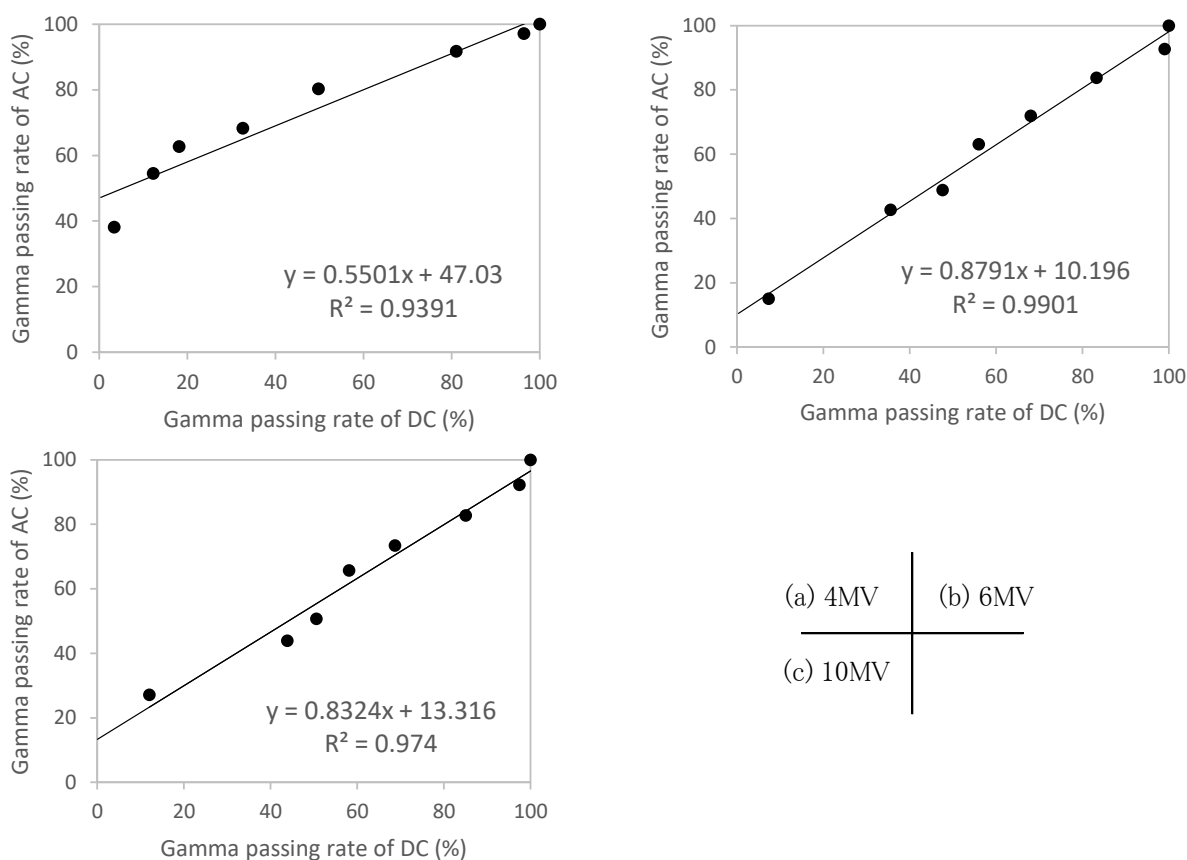 Gamma passing rate of AC (%)
100
80
60
40
20
0
y = 0.5501x + 47.03
R² = 0.9391
0 20 40 60 80 100
Gamma passing rate of DC (%)
Gamma passing rate of AC (%)
100
80
60
40
20
0
y = 0.8791x + 10.196
R² = 0.9901
0 20 40 60 80 100
Gamma passing rate of DC (%)
Gamma passing rate of AC (%)
100
80
60
40
20
0
y = 0.8324x + 13.316
R² = 0.974
0 20 40 60 80 100
Gamma passing rate of DC (%)
(a) 4MV (b) 6MV
(c) 10MV